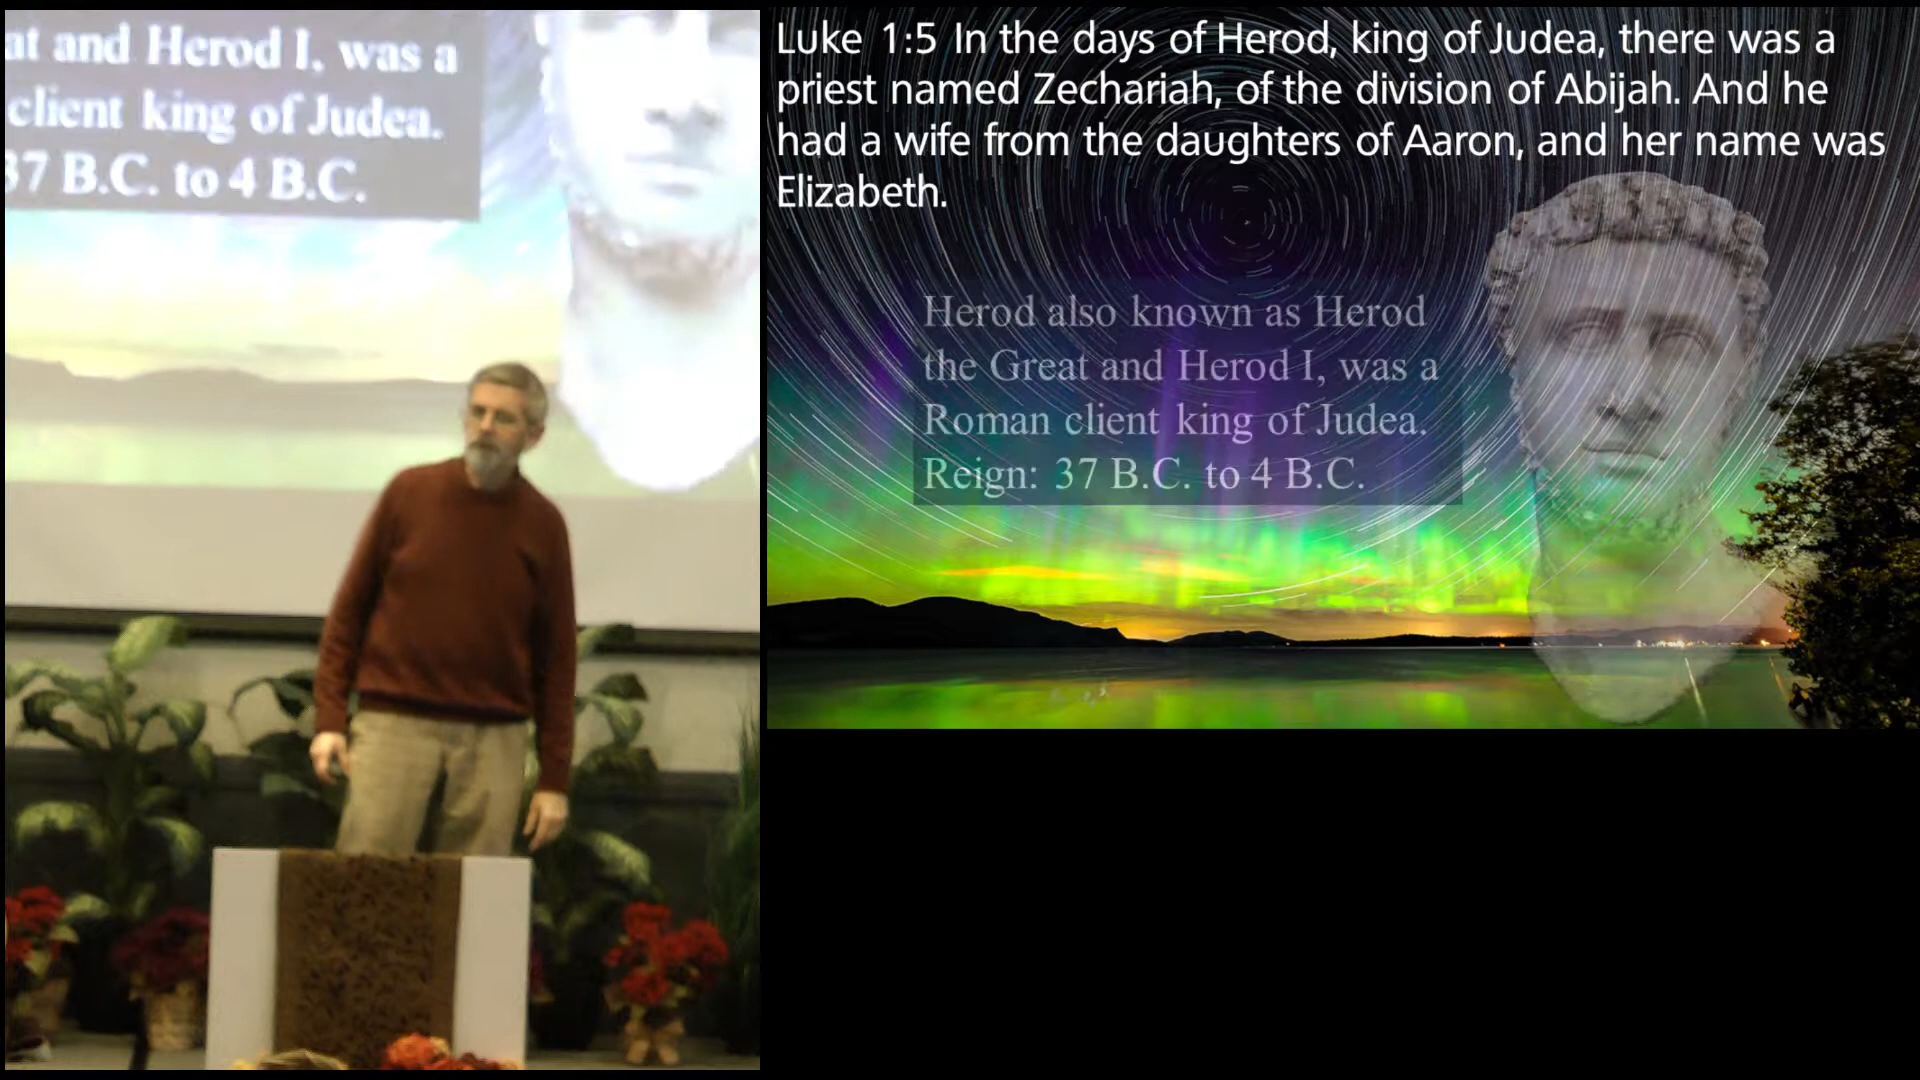 at and Herod I, was a
client king of Judea.
37 B.C. to 4 B.C.
Luke 1:5 In the days of Herod, king of Judea, there was a
priest named Zechariah, of the division of Abijah. And he
had a wife from the daughters of Aaron, and her name was
Elizabeth.
Herod also known as Herod
the Great and Herod I, was a
Roman client king of Judea.
Reign: 37 B.C. to 4 B.C.